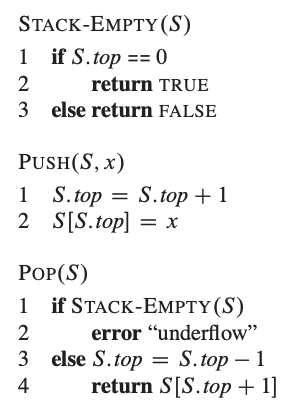 STACK-EMPTY(S)
1 if S.top == 0
2 return TRUE
3 else return FALSE
PUSH(S, x)
1 S.top = S.top + 1
2 S[S.top] = x
POP(S)
1 if STACK-EMPTY(S)
2 error “underflow”
3 else S.top = S.top − 1
4 return S[S.top + 1]